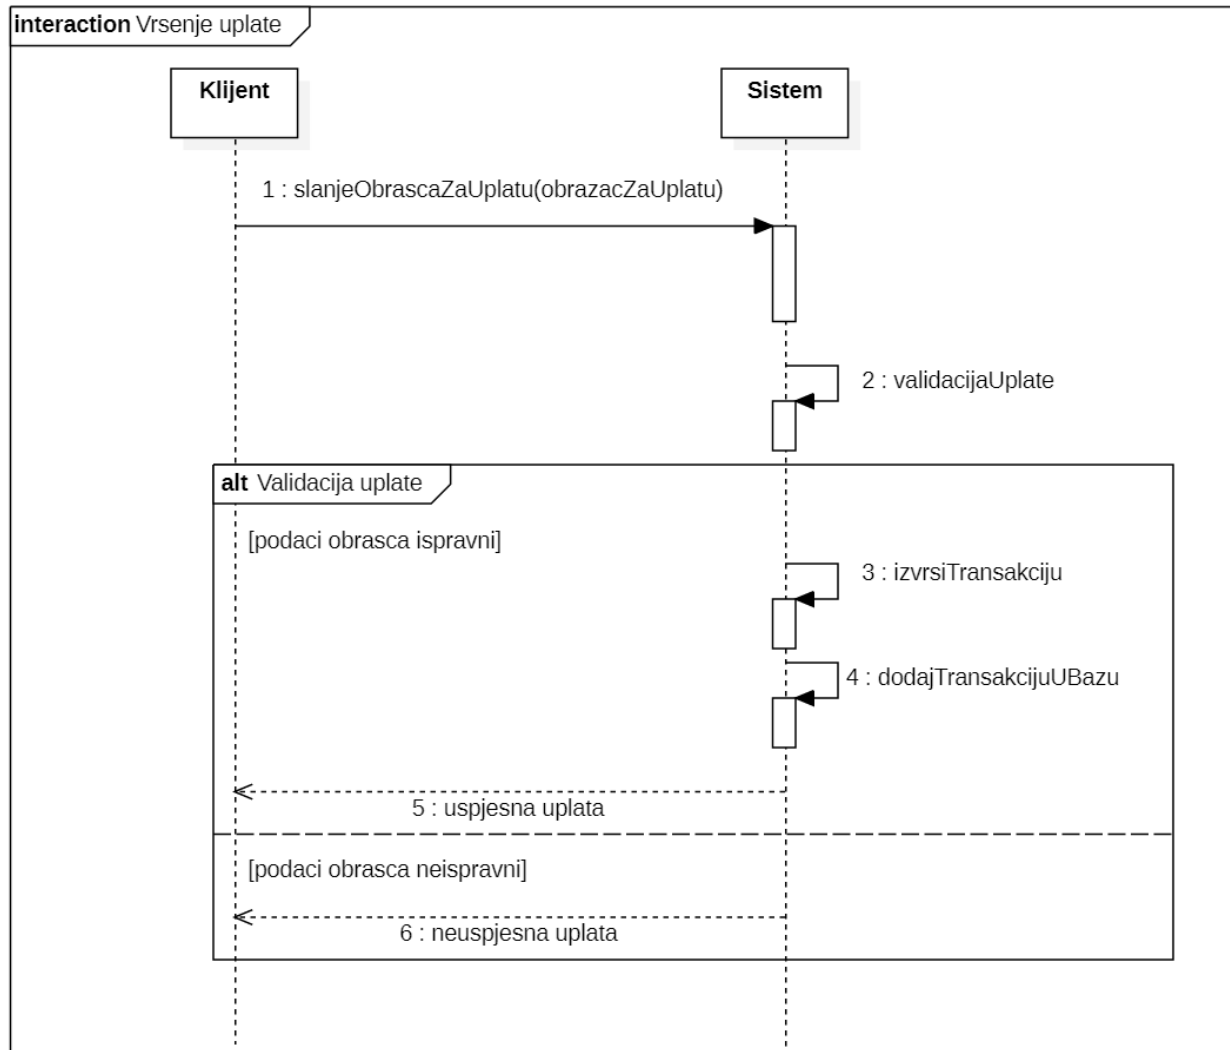 interaction Vrsenje uplate
Klijent
Sistem
1 : slanjeObrascaZaUplatu(obrazacZaUplatu)
2 : validacijaUplate
alt Validacija uplate
[podaci obrasca ispravni]
3 : izvrsiTransakciju
4 : dodajTransakcijuUBazu
5 : uspjesna uplata
[podaci obrasca neispravni]
6 : neuspjesna uplata